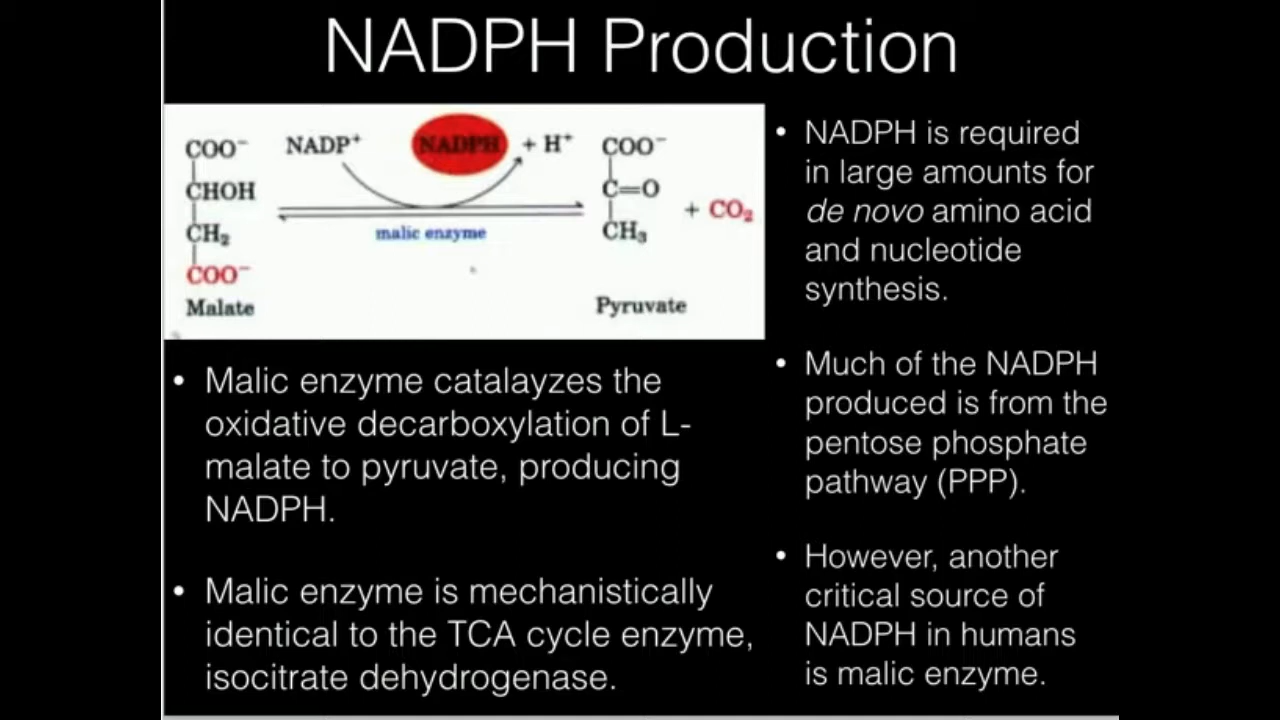 NADPH Production
COO⁻ NADP⁺ NADPH + H⁺ COO⁻
CHOH C=O + CO₂
CH₂ malic enzyme CH₃
COO⁻
Malate Pyruvate
• Malic enzyme catalayzes the
oxidative decarboxylation of L-
malate to pyruvate, producing
NADPH.
• Malic enzyme is mechanistically
identical to the TCA cycle enzyme,
isocitrate dehydrogenase.
• NADPH is required
in large amounts for
de novo amino acid
and nucleotide
synthesis.
• Much of the NADPH
produced is from the
pentose phosphate
pathway (PPP).
• However, another
critical source of
NADPH in humans
is malic enzyme.